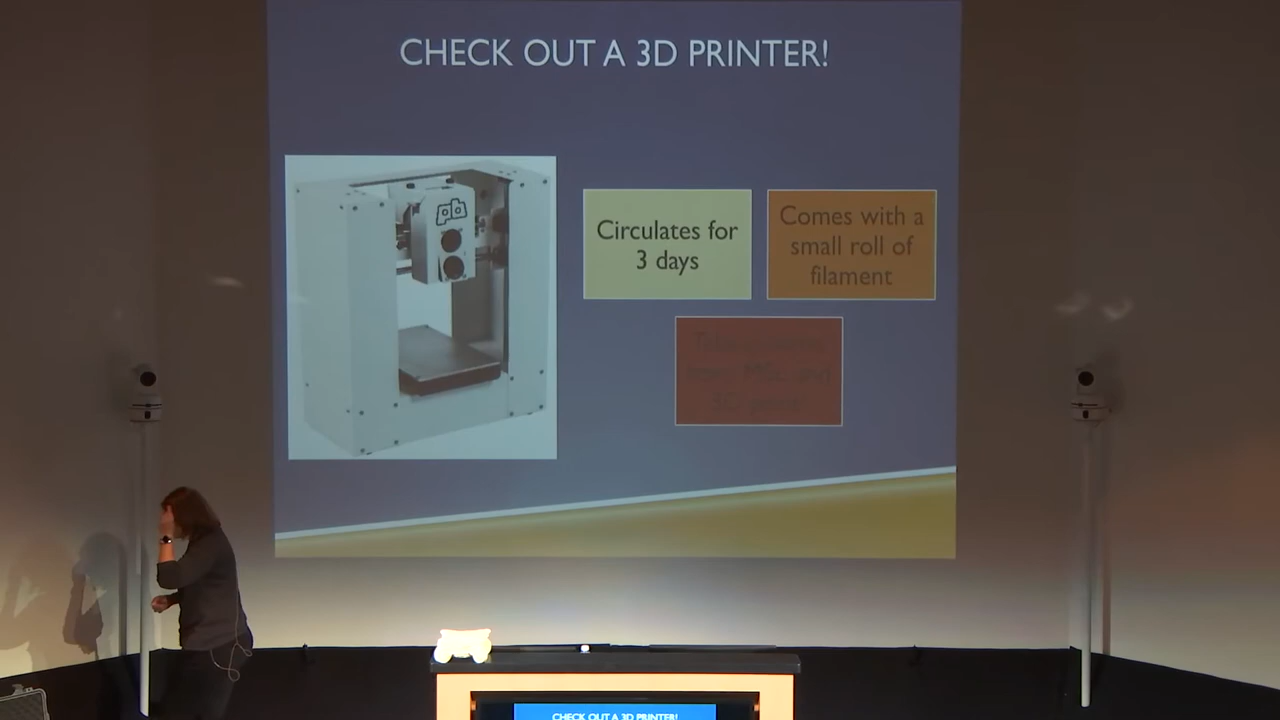 CHECK OUT A 3D PRINTER!
Circulates for
3 days
Comes with a
small roll of
filament
CHECK OUT A 3D PRINTER!